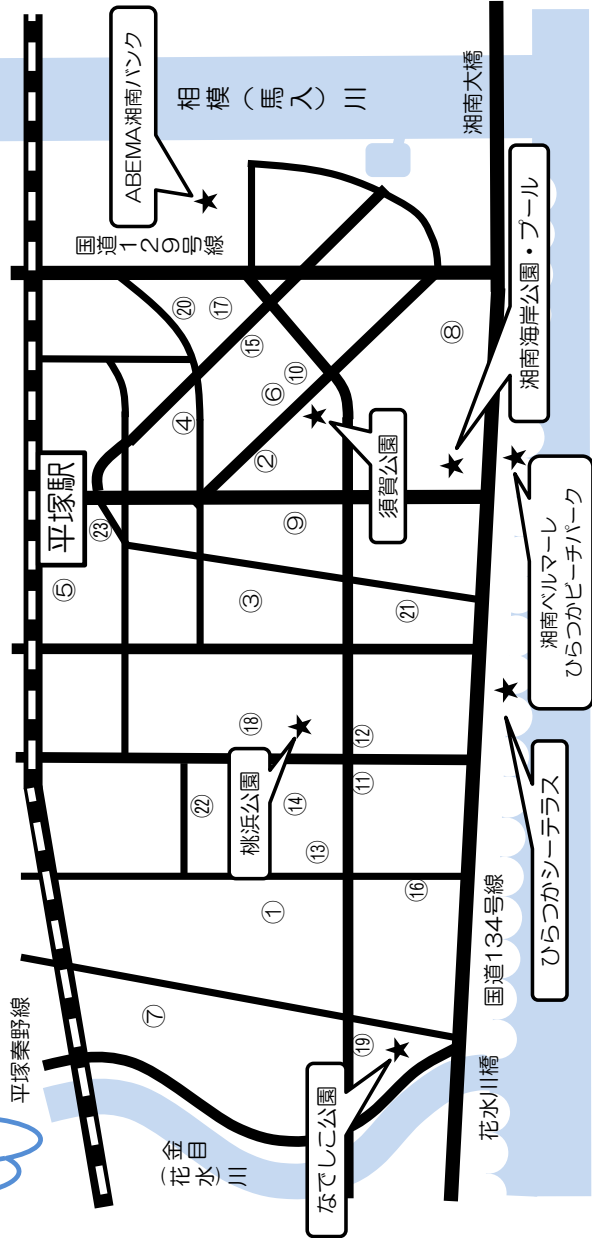 平塚秦野線
⑤
平塚駅
㉓
国道129号線
ABEMA湘南バンク
⑦
金目
(花水)川
⑳
④
相模(馬入)川
㉒
⑰
①
⑱
③
⑮
桃浜公園
②
⑥
⑭
⑨
⑩
⑬
須賀公園
なでしこ公園
⑲
⑪
⑫
⑯
㉑
⑧
花水川橋
国道134号線
湘南大橋
湘南海岸公園・プール
ひらつかシーテラス
湘南ベルマーレ
ひらつかビーチパーク